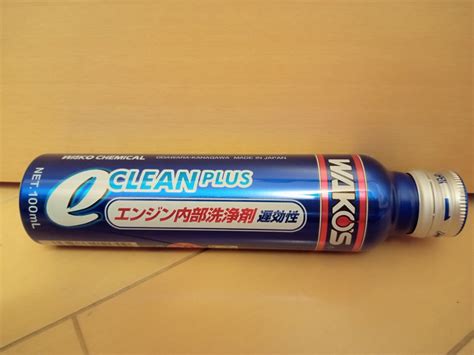 WAKO CHEMICAL
ODAWARA-KANAGAWA MADE IN JAPAN
e CLEAN PLUS
エンジン内部洗浄剤 遅効性
NET.100mL
WAKO'S